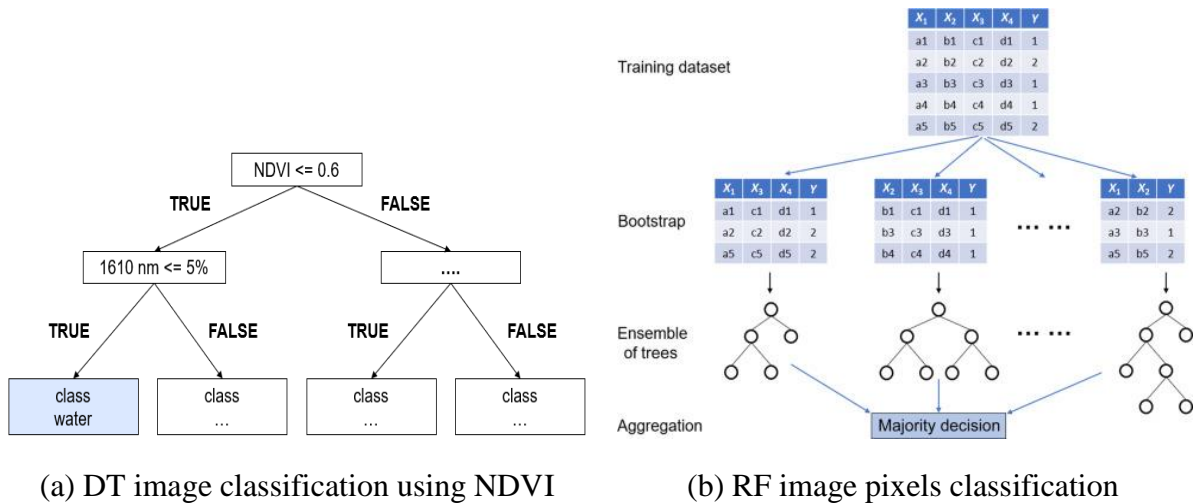 NDVI <= 0.6
TRUE
FALSE
1610 nm <= 5%
....
TRUE
FALSE
TRUE
FALSE
class
water
class
…
class
…
class
…
(a) DT image classification using NDVI
Training dataset
X1 X2 X3 X4 Y
a1 b1 c1 d1 1
a2 b2 c2 d2 2
a3 b3 c3 d3 1
a4 b4 c4 d4 1
a5 b5 c5 d5 2
Bootstrap
X1 X3 X4 Y
a1 c1 d1 1
a2 c2 d2 2
a5 c5 d5 2
X2 X3 X4 Y
b1 c1 d1 1
b3 c3 d3 1
b4 c4 d4 1
... ...
X1 X2 Y
a2 b2 2
a3 b3 1
a5 b5 2
Ensemble
of trees
... ...
Aggregation
Majority decision
(b) RF image pixels classification